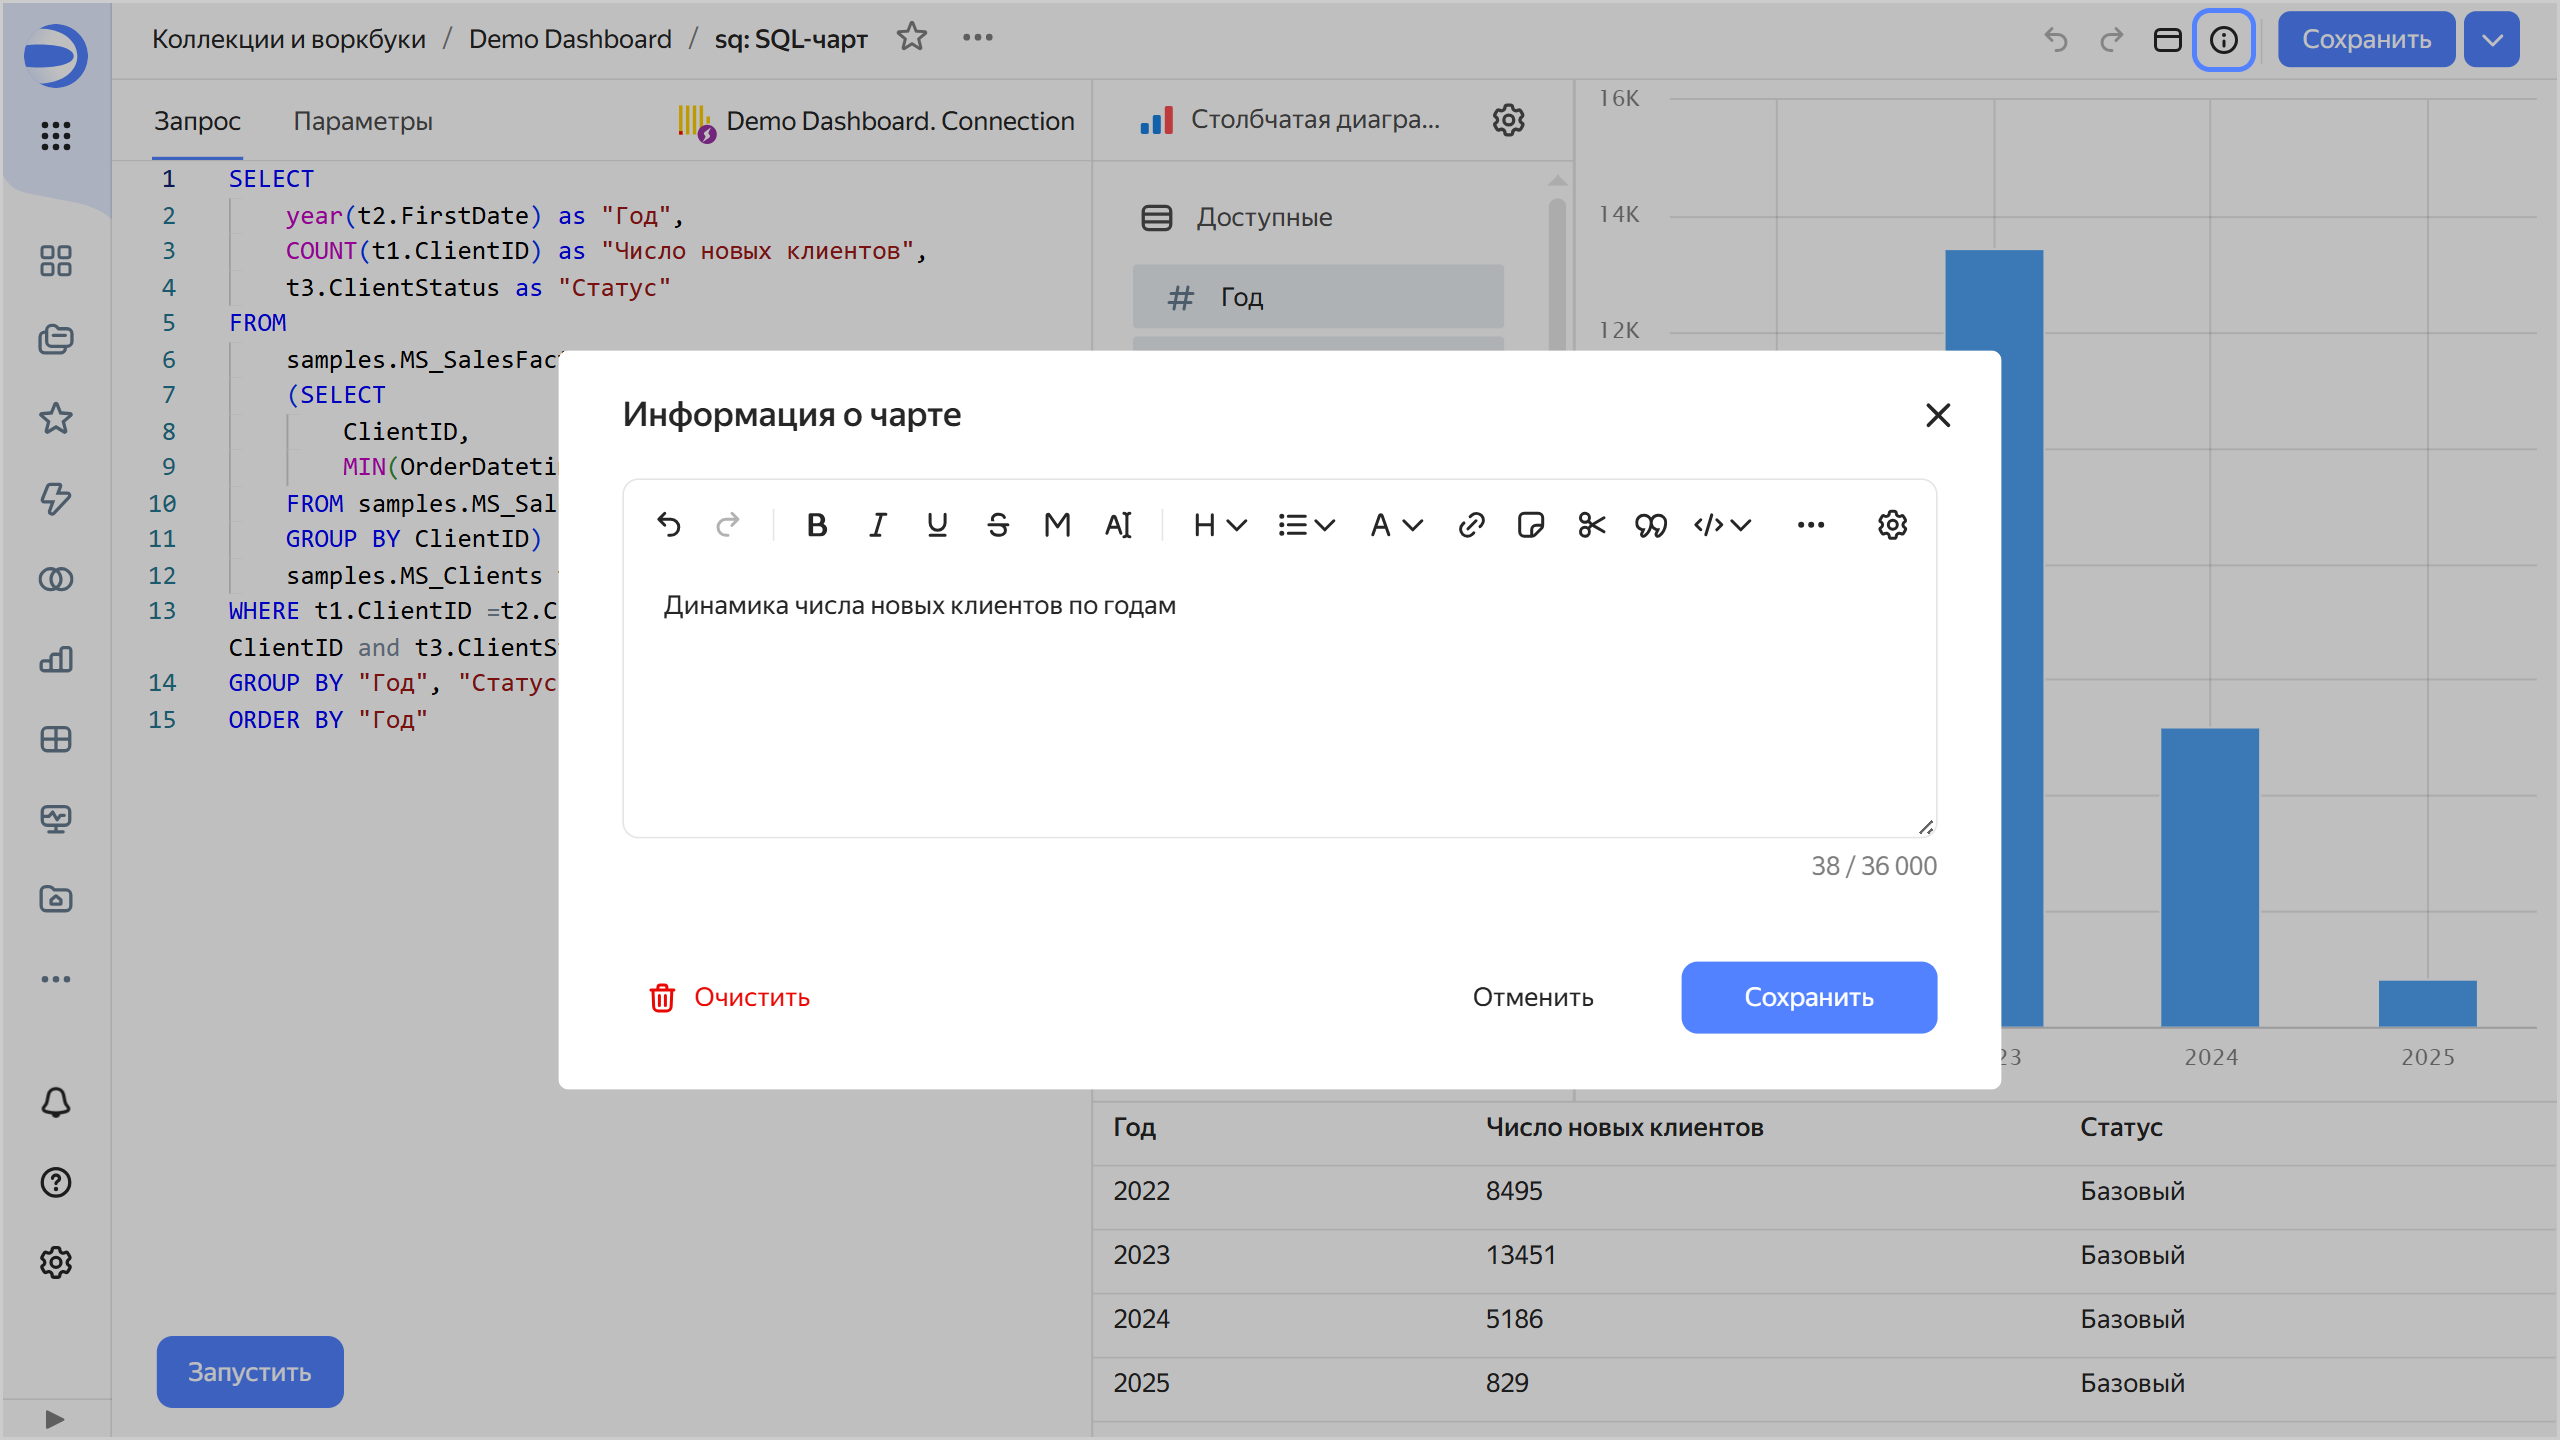 Коллекции и воркбуки / Demo Dashboard / sq: SQL-чарт
Сохранить
Запрос
Параметры
Demo Dashboard. Connection
Столбчатая диагра...
1 SELECT
2 year(t2.FirstDate) as "Год",
3 COUNT(t1.ClientID) as "Число новых клиентов",
4 t3.ClientStatus as "Статус"
5 FROM
6 samples.MS_SalesFac
7 (SELECT
8 ClientID,
9 MIN(OrderDateti
10 FROM samples.MS_Sal
11 GROUP BY ClientID)
12 samples.MS_Clients
13 WHERE t1.ClientID =t2.C
ClientID and t3.ClientS
14 GROUP BY "Год", "Статус
15 ORDER BY "Год"
Запустить
Доступные
# Год
16K
14K
12K
Информация о чарте
B I U S M AI H A
Динамика числа новых клиентов по годам
38 / 36 000
Очистить
Отменить
Сохранить
23
2024
2025
Год Число новых клиентов Статус
2022 8495 Базовый
2023 13451 Базовый
2024 5186 Базовый
2025 829 Базовый